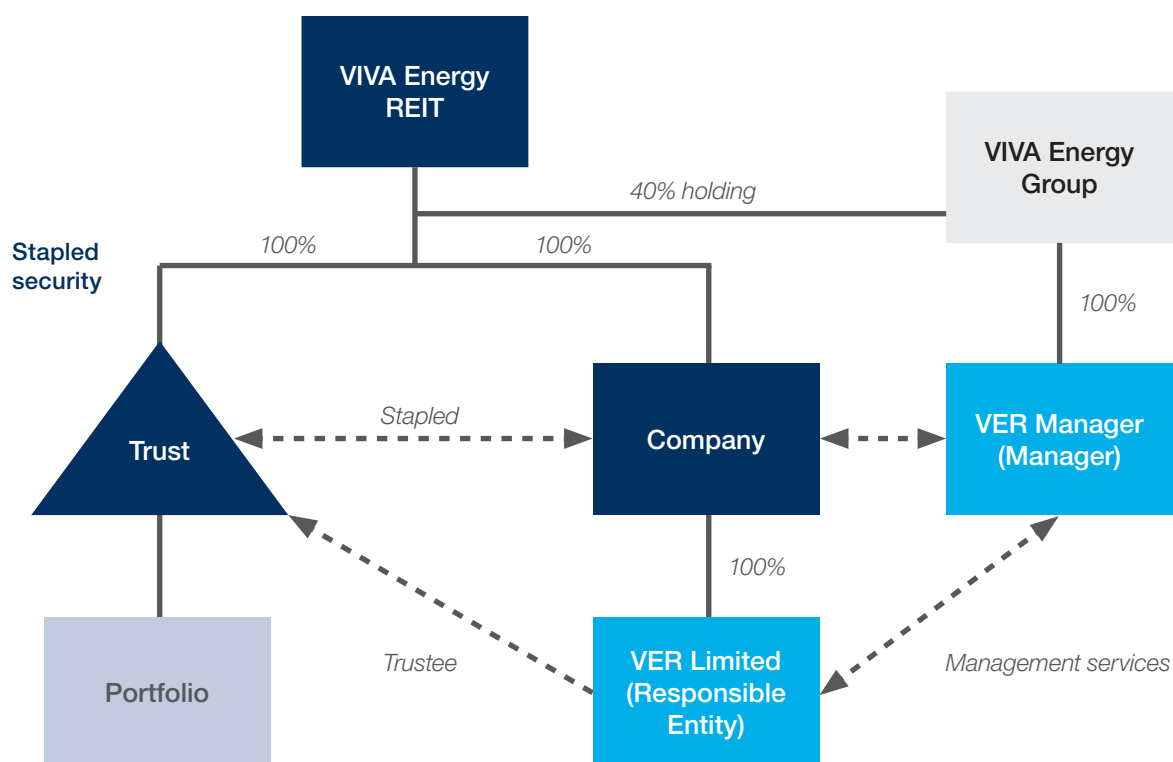 VIVA Energy
REIT
VIVA Energy
Group
40% holding
Stapled
security
100%
100%
100%
Trust
Stapled
Company
VER Manager
(Manager)
100%
Portfolio
Trustee
VER Limited
(Responsible
Entity)
Management services